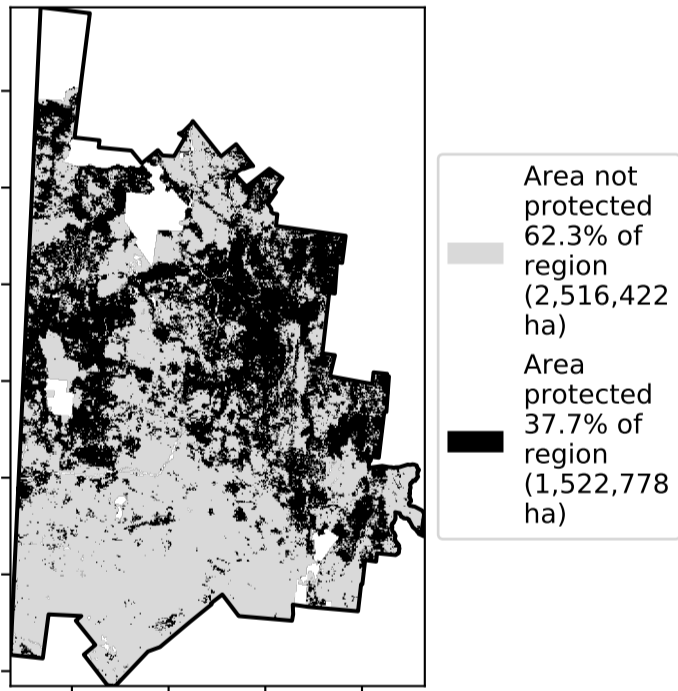 Area not
protected
62.3% of
region
(2,516,422
ha)
Area
protected
37.7% of
region
(1,522,778
ha)